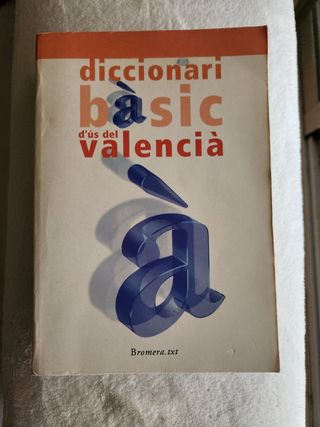 diccionari
bàsic
d'ús del
valencià
à
Bromera.txt